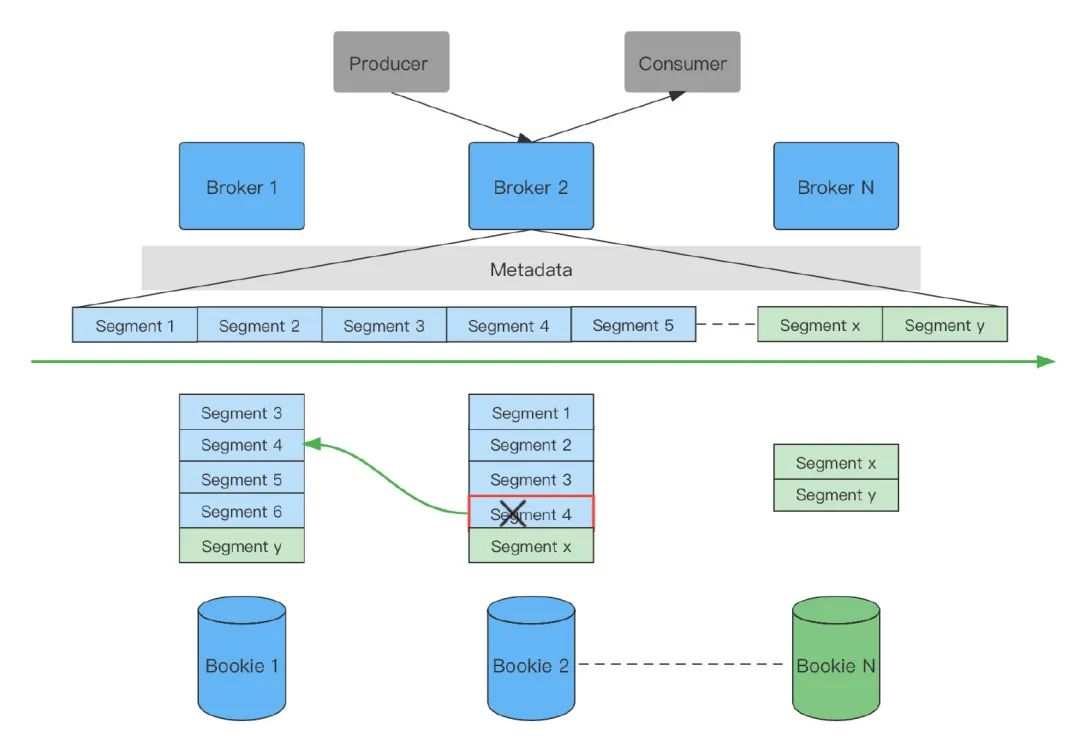 Producer
Consumer
Broker 1
Broker 2
Broker N
Metadata
Segment 1
Segment 2
Segment 3
Segment 4
Segment 5
Segment x
Segment y
Segment 3
Segment 4
Segment 5
Segment 6
Segment y
Segment 1
Segment 2
Segment 3
Segment 4
Segment x
Segment x
Segment y
Bookie 1
Bookie 2
Bookie N